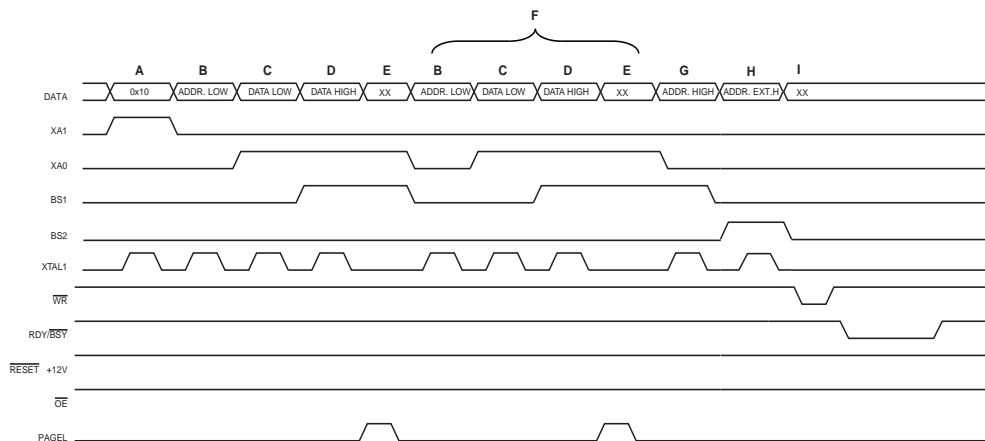 F
A B C D E B C D E G H I
DATA 0x10 ADDR. LOW DATA LOW DATA HIGH XX ADDR. LOW DATA LOW DATA HIGH XX ADDR. HIGH ADDR. EXT.H XX
XA1
XA0
BS1
BS2
XTAL1
WR
RDY/BSY
RESET +12V
OE
PAGEL